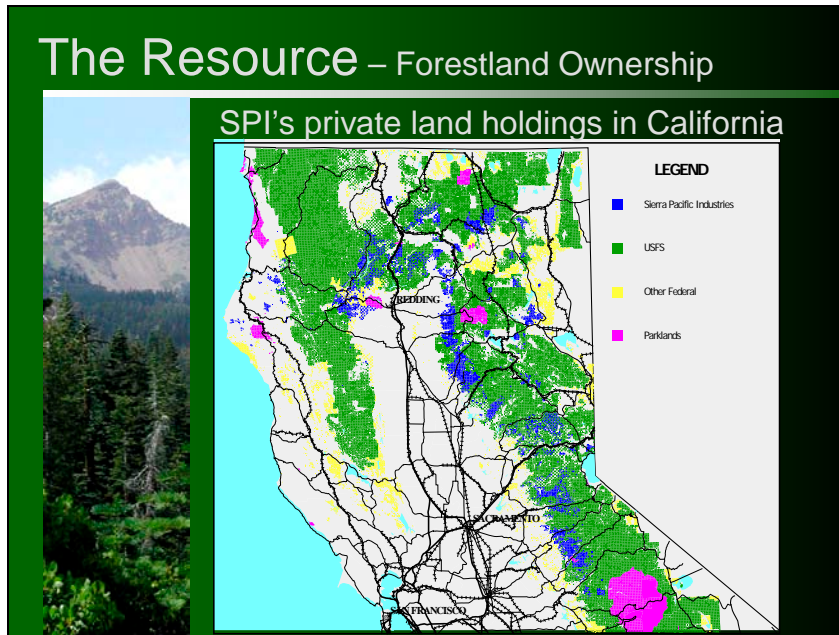 The Resource – Forestland Ownership
SPI's private land holdings in California
LEGEND
Sierra Pacific Industries
USFS
Other Federal
Parklands
REDDING
SACRAMENTO
SAN FRANCISCO